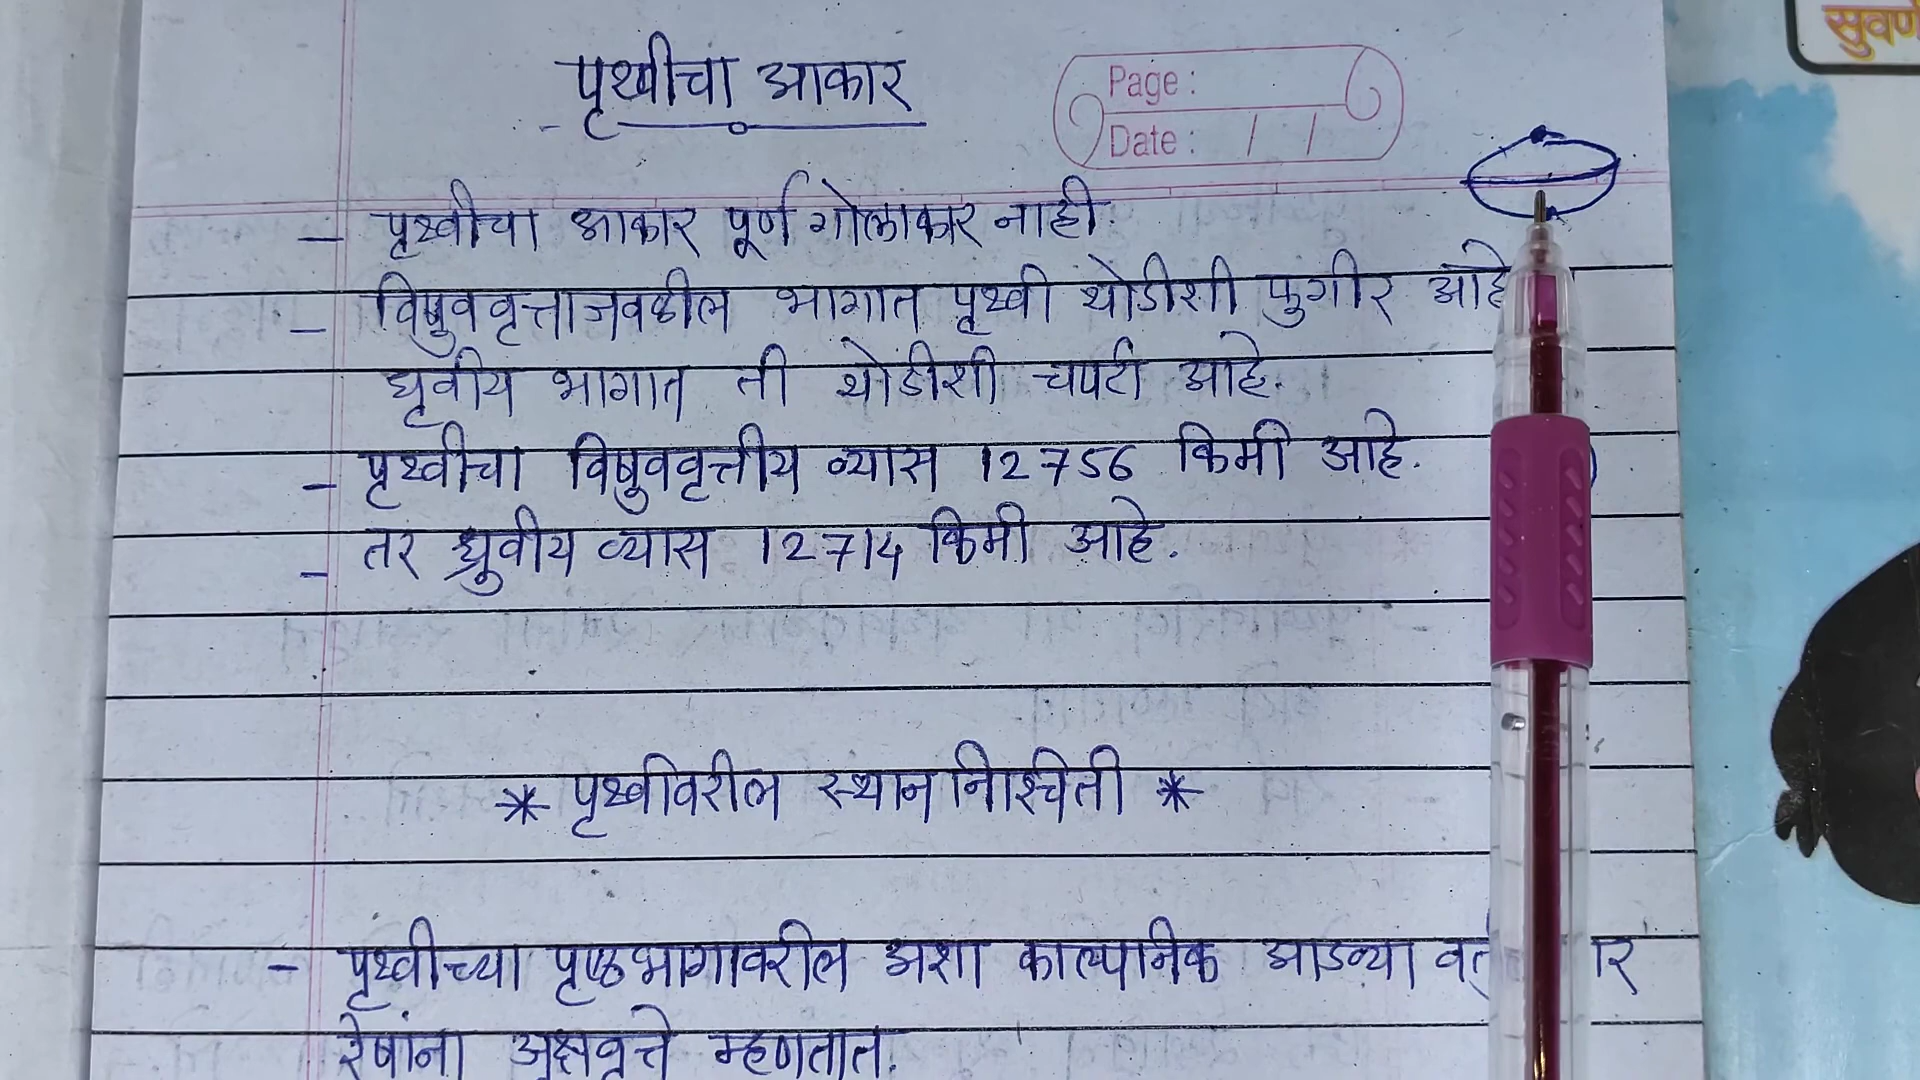 पृथ्वीचा आकार
Page :
Date : / /
- पृथ्वीचा आकार पूर्ण गोलाकार नाही.
- विषुववृत्ताजवळील भागात पृथ्वी थोडीशी फुगीर आहे
धृवीय भागात ती थोडीशी चपटी आहे.
- पृथ्वीचा विषुववृत्तीय व्यास 12756 किमी आहे.
- तर ध्रुवीय व्यास 12714 किमी आहे.
* पृथ्वीवरील स्थान निश्चिती *
- पृथ्वीच्या पृष्ठभागावरील अशा काल्पनिक आडव्या
रेषांना अक्षवृत्ते म्हणतात.